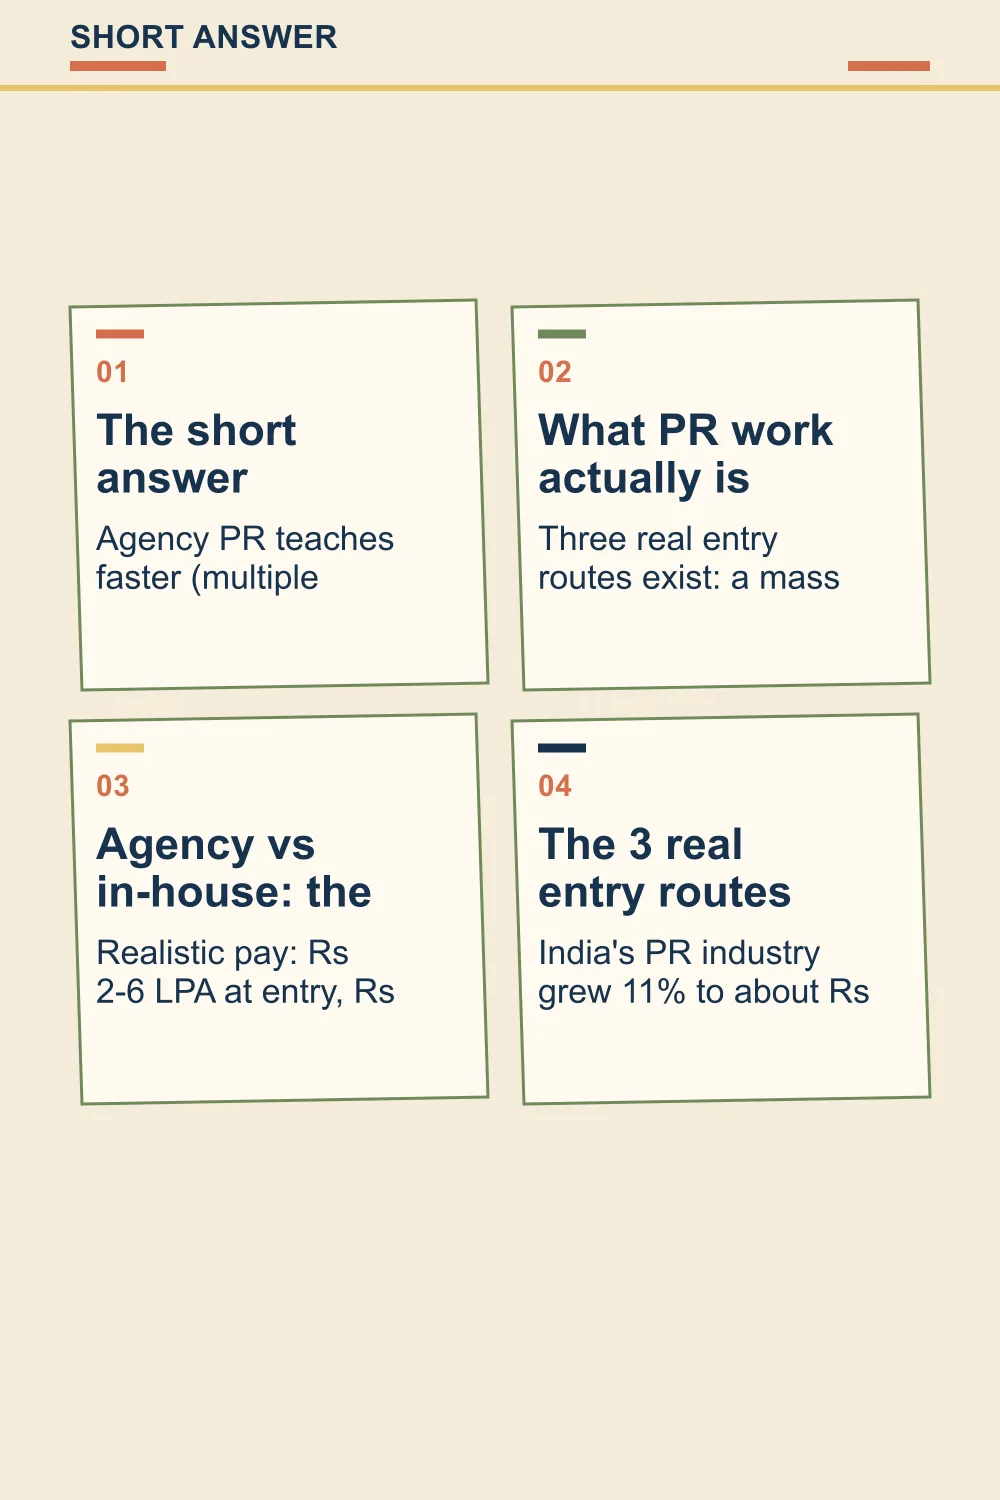 SHORT ANSWER
01
The short
answer
Agency PR teaches
faster (multiple
02
What PR work
actually is
Three real entry
routes exist: a mass
03
Agency vs
in-house: the
Realistic pay: Rs
2-6 LPA at entry, Rs
04
The 3 real
entry routes
India's PR industry
grew 11% to about Rs